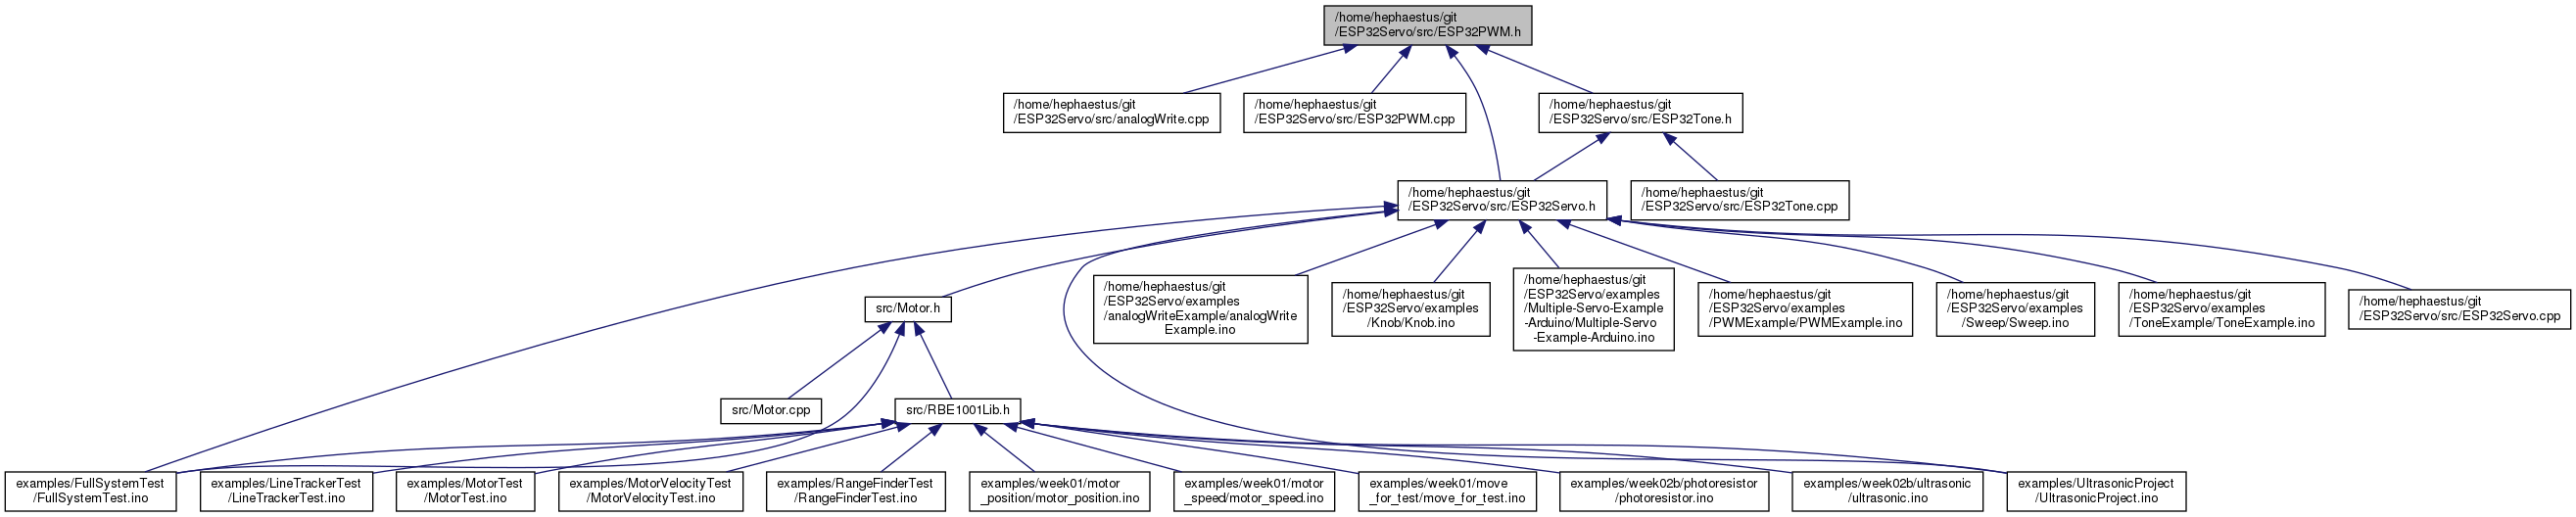 /home/hephaestus/git
/ESP32Servo/src/ESP32PWM.h
/home/hephaestus/git
/ESP32Servo/src/analogWrite.cpp
/home/hephaestus/git
/ESP32Servo/src/ESP32PWM.cpp
/home/hephaestus/git
/ESP32Servo/src/ESP32Tone.h
/home/hephaestus/git
/ESP32Servo/src/ESP32Servo.h
/home/hephaestus/git
/ESP32Servo/src/ESP32Tone.cpp
src/Motor.h
/home/hephaestus/git
/ESP32Servo/examples
/analogWriteExample/analogWrite
Example.ino
/home/hephaestus/git
/ESP32Servo/examples
/Knob/Knob.ino
/home/hephaestus/git
/ESP32Servo/examples
/Multiple-Servo-Example
-Arduino/Multiple-Servo
-Example-Arduino.ino
/home/hephaestus/git
/ESP32Servo/examples
/PWMExample/PWMExample.ino
/home/hephaestus/git
/ESP32Servo/examples
/Sweep/Sweep.ino
/home/hephaestus/git
/ESP32Servo/examples
/ToneExample/ToneExample.ino
/home/hephaestus/git
/ESP32Servo/src/ESP32Servo.cpp
src/Motor.cpp
src/RBE1001Lib.h
examples/FullSystemTest
/FullSystemTest.ino
examples/LineTrackerTest
/LineTrackerTest.ino
examples/MotorTest
/MotorTest.ino
examples/MotorVelocityTest
/MotorVelocityTest.ino
examples/RangeFinderTest
/RangeFinderTest.ino
examples/week01/motor
_position/motor_position.ino
examples/week01/motor
_speed/motor_speed.ino
examples/week01/move
_for_test/move_for_test.ino
examples/week02b/photoresistor
/photoresistor.ino
examples/week02b/ultrasonic
/ultrasonic.ino
examples/UltrasonicProject
/UltrasonicProject.ino